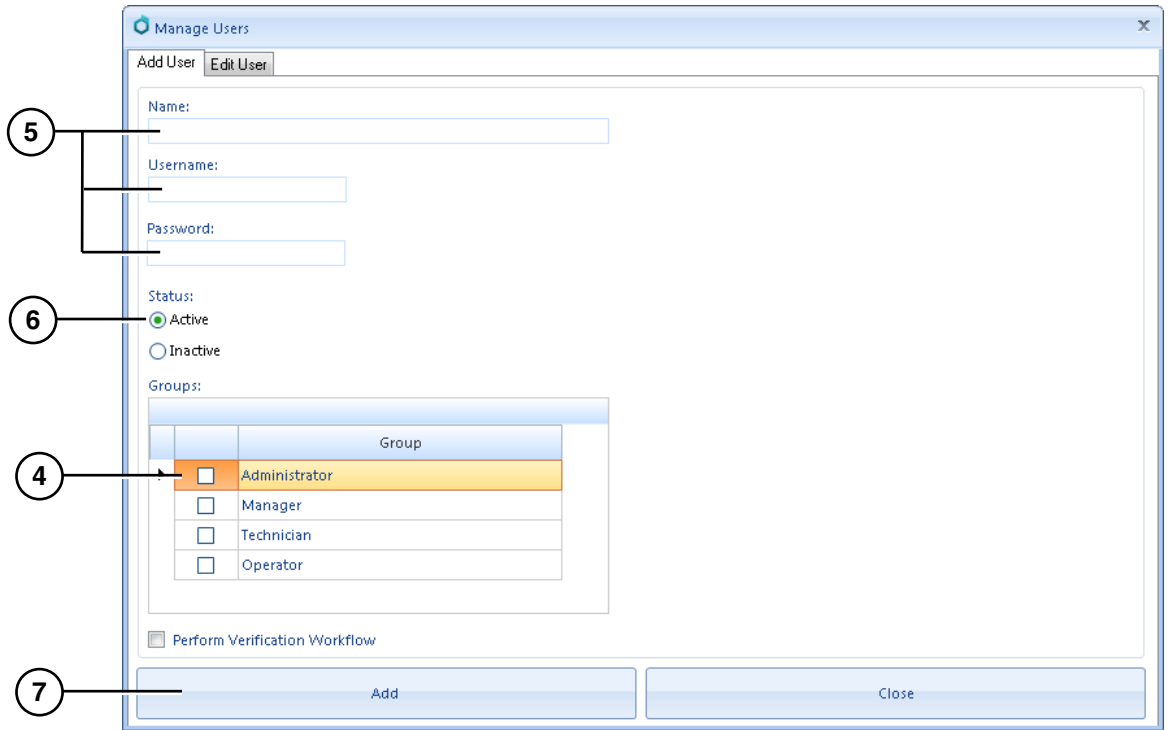 Manage Users
x
Add User Edit User
Name:
5
Username:
Password:
Status:
6
Active
Inactive
Groups:
Group
4
Administrator
Manager
Technician
Operator
Perform Verification Workflow
7
Add Close